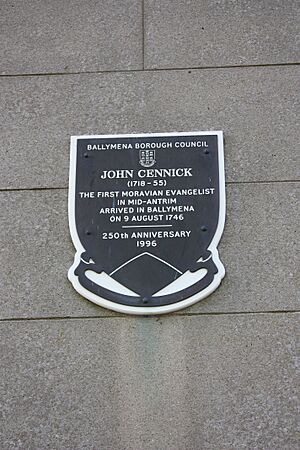 BALLYMENA BOROUGH COUNCIL
JOHN CENNICK
(1718 - 55)
THE FIRST MORAVIAN EVANGELIST
IN MID-ANTRIM
ARRIVED IN BALLYMENA
ON 9 AUGUST 1746
250th ANNIVERSARY
1996